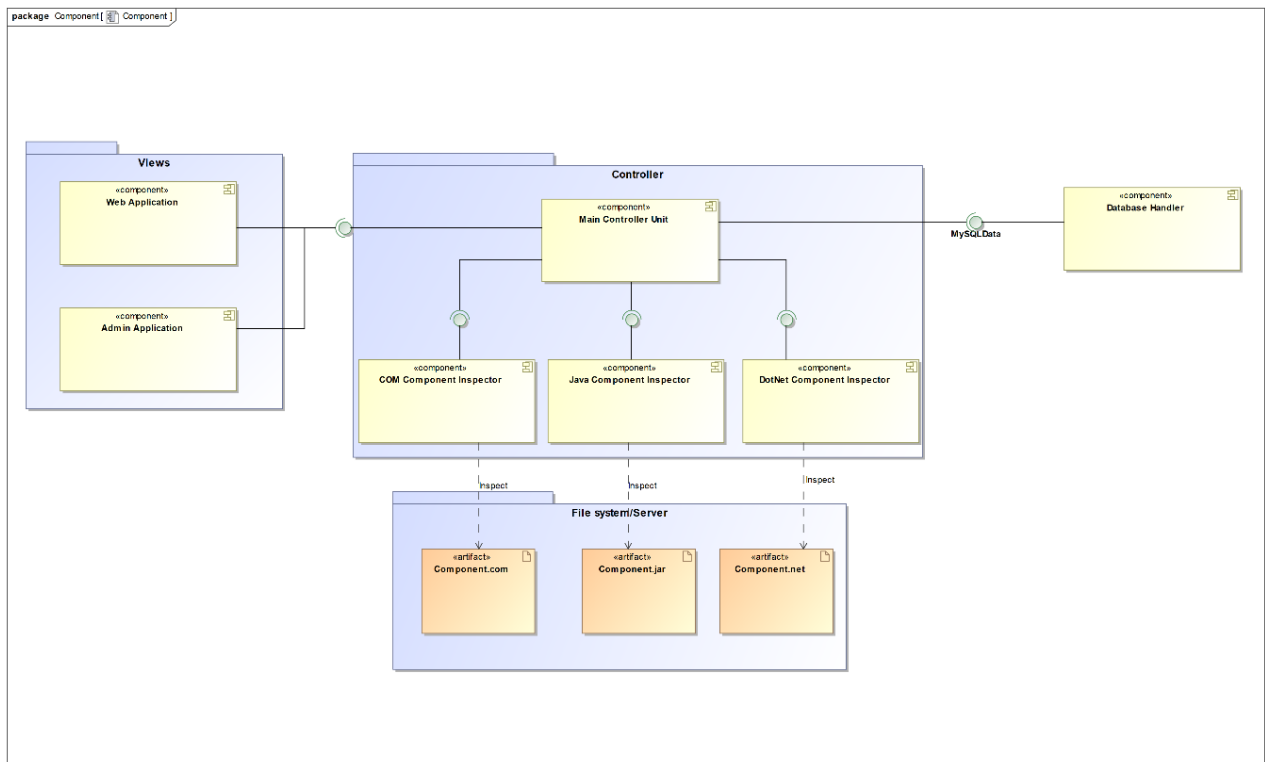 package Component[ Component ]
Views
«component»
Web Application
«component»
Admin Application
Controller
«component»
Main Controller Unit
«component»
COM Component Inspector
«component»
Java Component Inspector
«component»
DotNet Component Inspector
MySQLData
«component»
Database Handler
Inspect
Inspect
Inspect
File system/Server
«artifact»
Component.com
«artifact»
Component.jar
«artifact»
Component.net